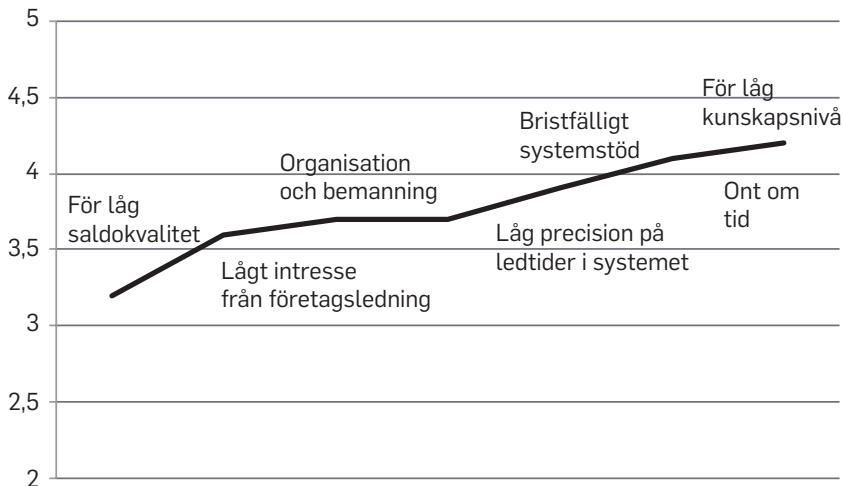 5
4,5
4
3,5
3
2,5
2
För låg
saldokvalitet
Lågt intresse
från företagsledning
Organisation
och bemanning
Låg precision på
ledtider i systemet
Bristfälligt
systemstöd
Ont om
tid
För låg
kunskapsnivå